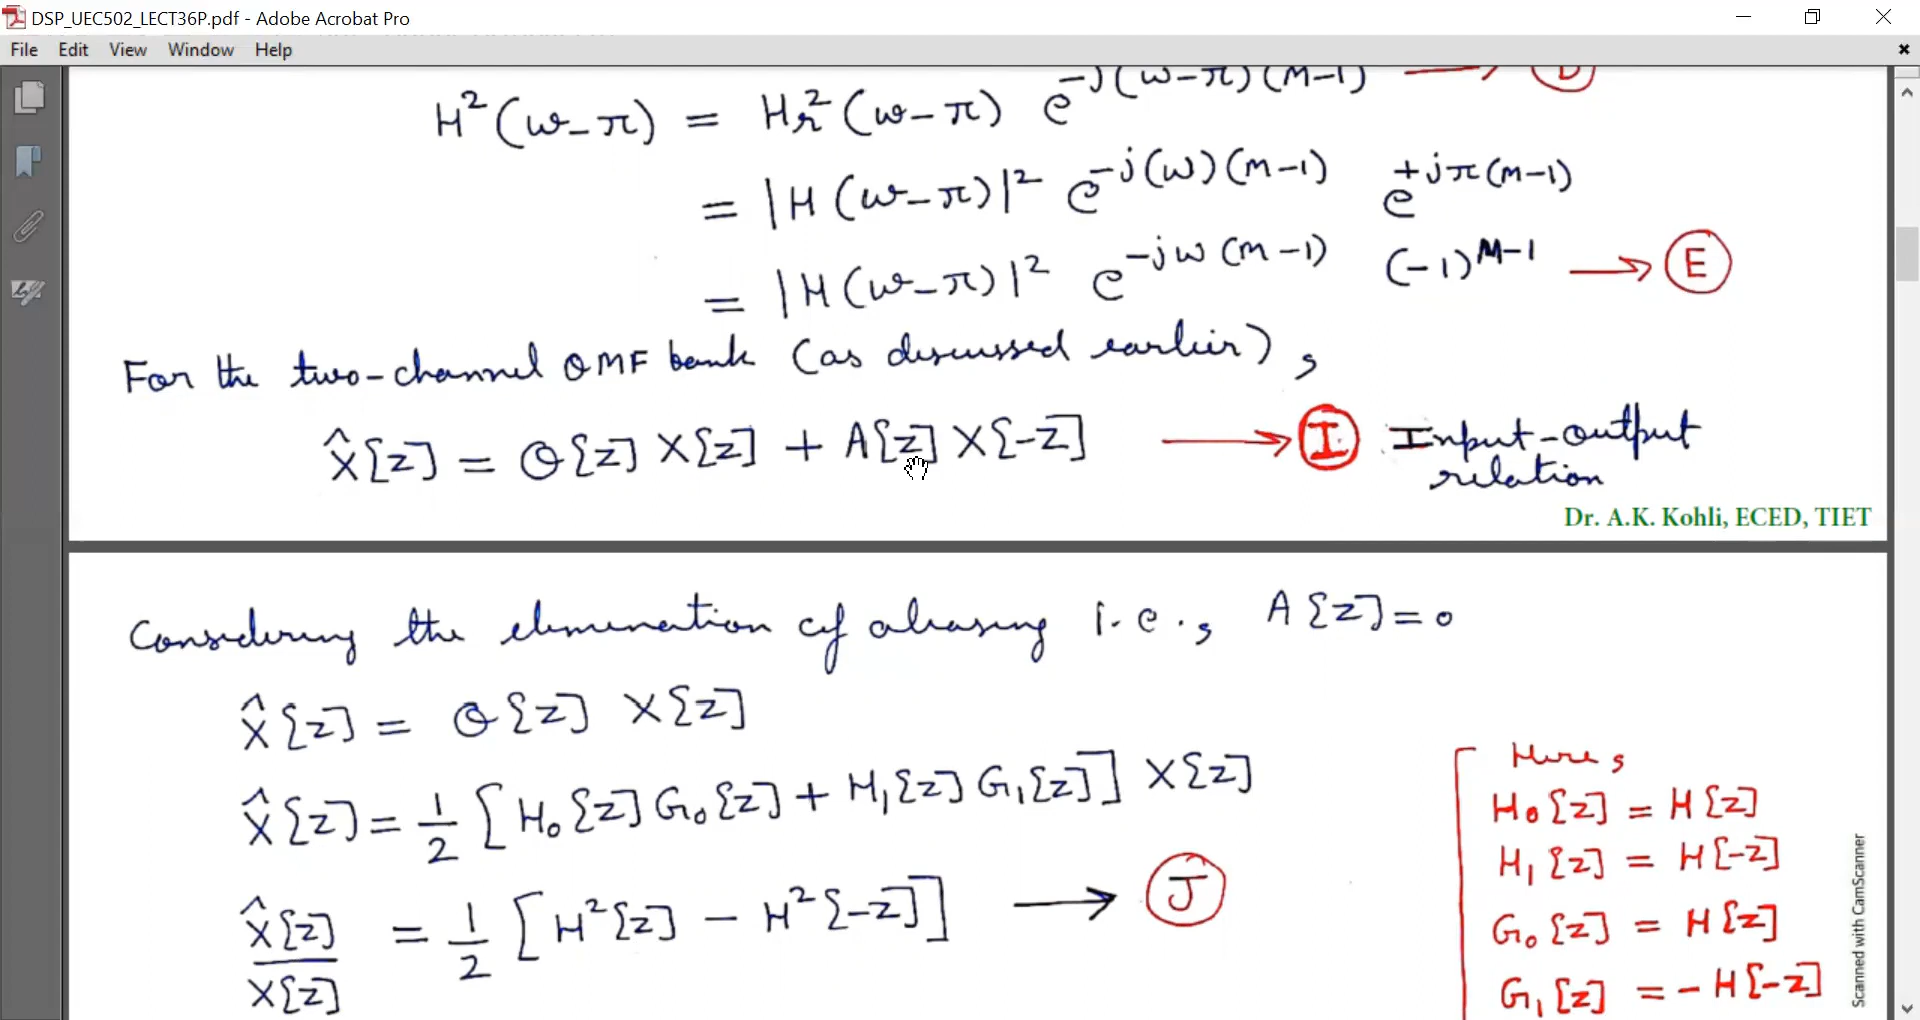 DSP_UEC502_LECT36P.pdf - Adobe Acrobat Pro
File Edit View Window Help
H²(ω-π) = Hr²(ω-π) e^-j(ω-π)(M-1) → D
= |H(ω-π)|² e^-j(ω)(M-1) e^+jπ(M-1)
= |H(ω-π)|² e^-jω(M-1) (-1)^M-1 → E
For the two-channel QMF bank (as discussed earlier),
X̂[z] = Q[z] X[z] + A[z] X[-z] → I Input-output
relation
Dr. A.K. Kohli, ECED, TIET
Considering the elimination of aliasing i.e., A[z]=0
X̂[z] = Q[z] X[z]
X̂[z] = 1/2 [H₀[z] G₀[z] + H₁[z] G₁[z]] X[z]
X̂[z]/X[z] = 1/2 [H²[z] - H²[-z]] → J
Here,
H₀[z] = H[z]
H₁[z] = H[-z]
G₀[z] = H[z]
G₁[z] = -H[-z]
Scanned with CamScanner